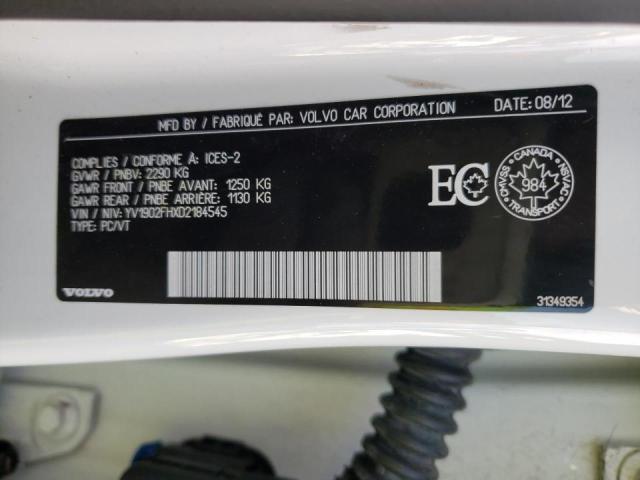 MFD BY / FABRIQUÉ PAR: VOLVO CAR CORPORATION DATE: 08/12
COMPLIES / CONFORME À: ICES-2
GVWR / PNBV: 2290 KG
GAWR FRONT / PNBE AVANT: 1250 KG
GAWR REAR / PNBE ARRIÈRE: 1130 KG
VIN / NIV: YV1902FHXD2184545
TYPE: PC/VT
EC
CANADA
CMVSS
984
NSVAC
TRANSPORT
VOLVO
31349354